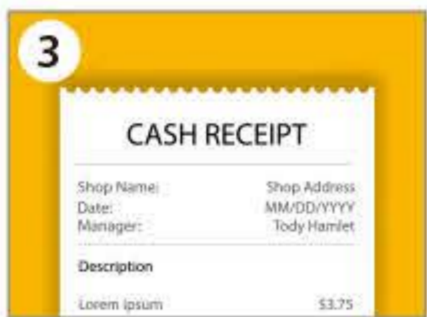 3
CASH RECEIPT
Shop Name: Shop Address
Date: MM/DD/YYYY
Manager: Tody Hamlet
Description
Lorem ipsum $3.75